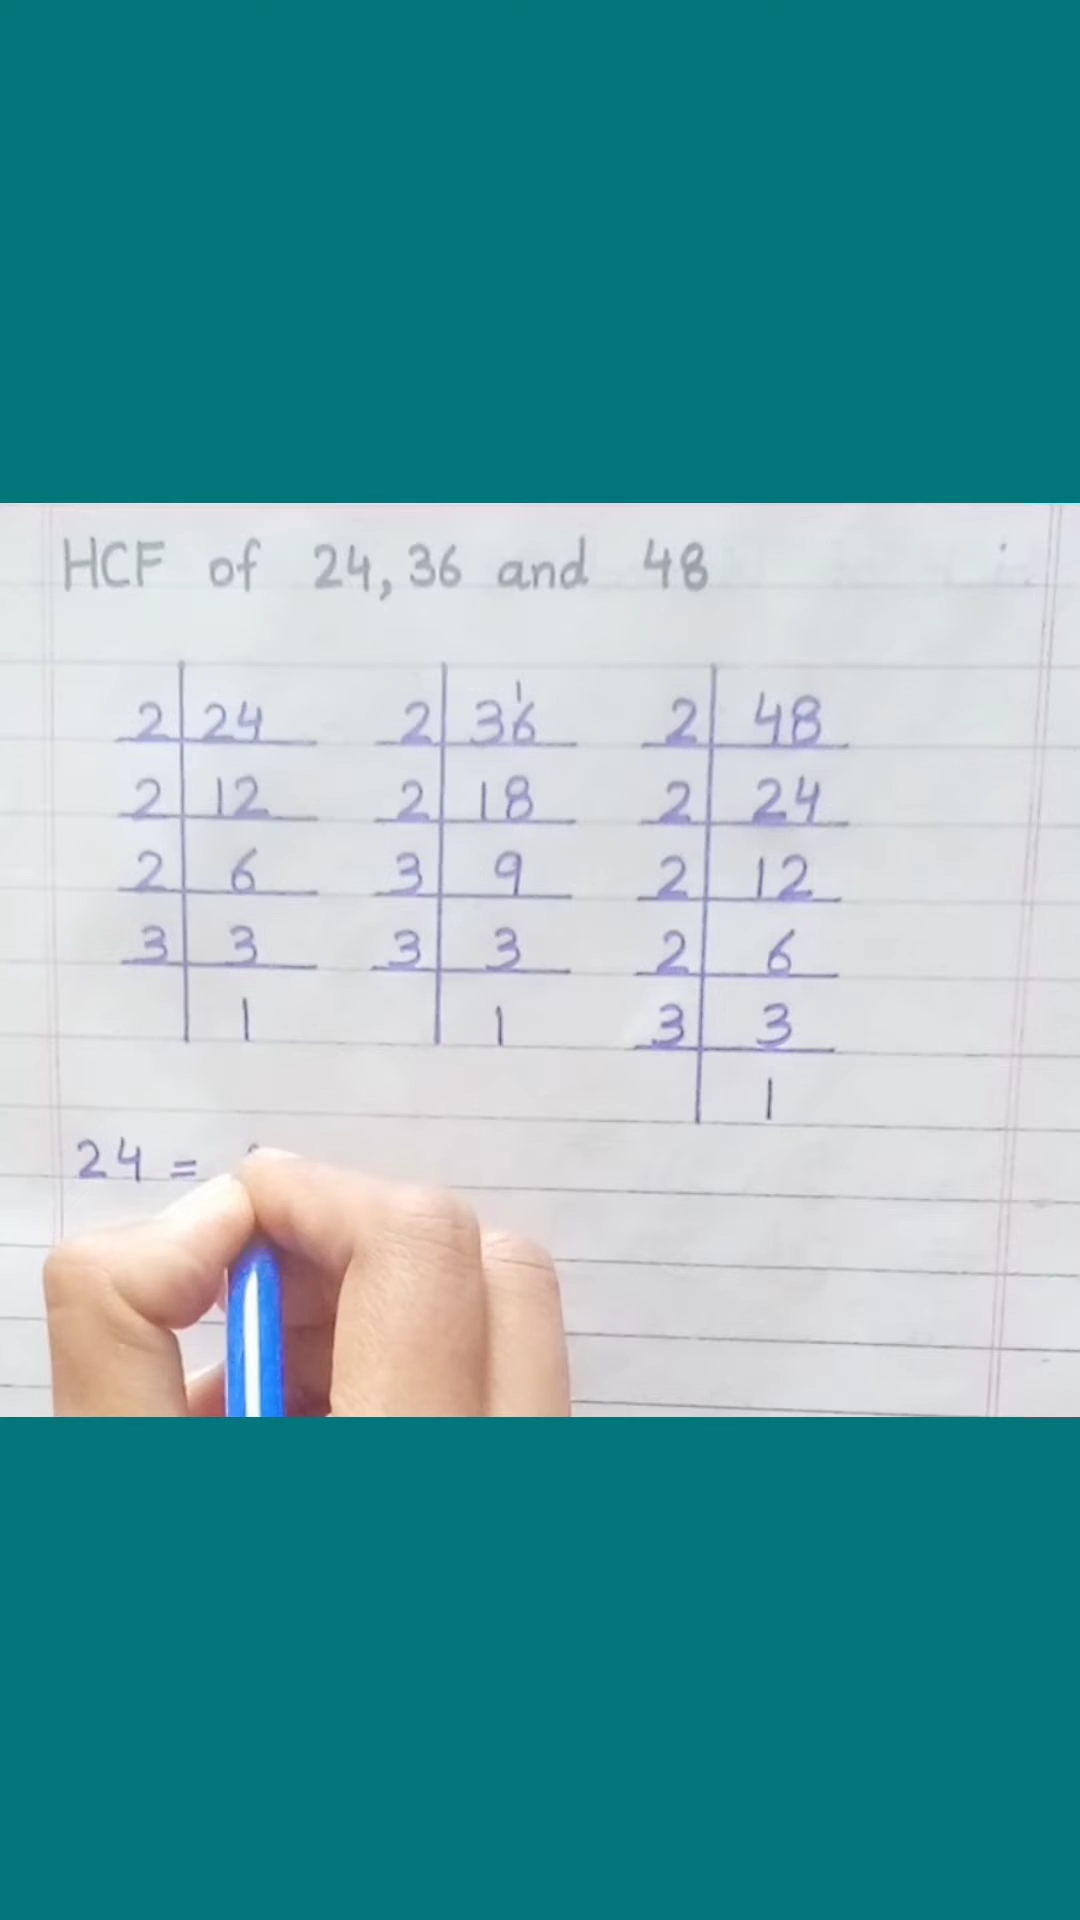 HCF of 24, 36 and 48
2 24 2 36 2 48
2 12 2 18 2 24
2 6 3 9 2 12
3 3 3 3 2 6
1 1 3 3
1
24 =